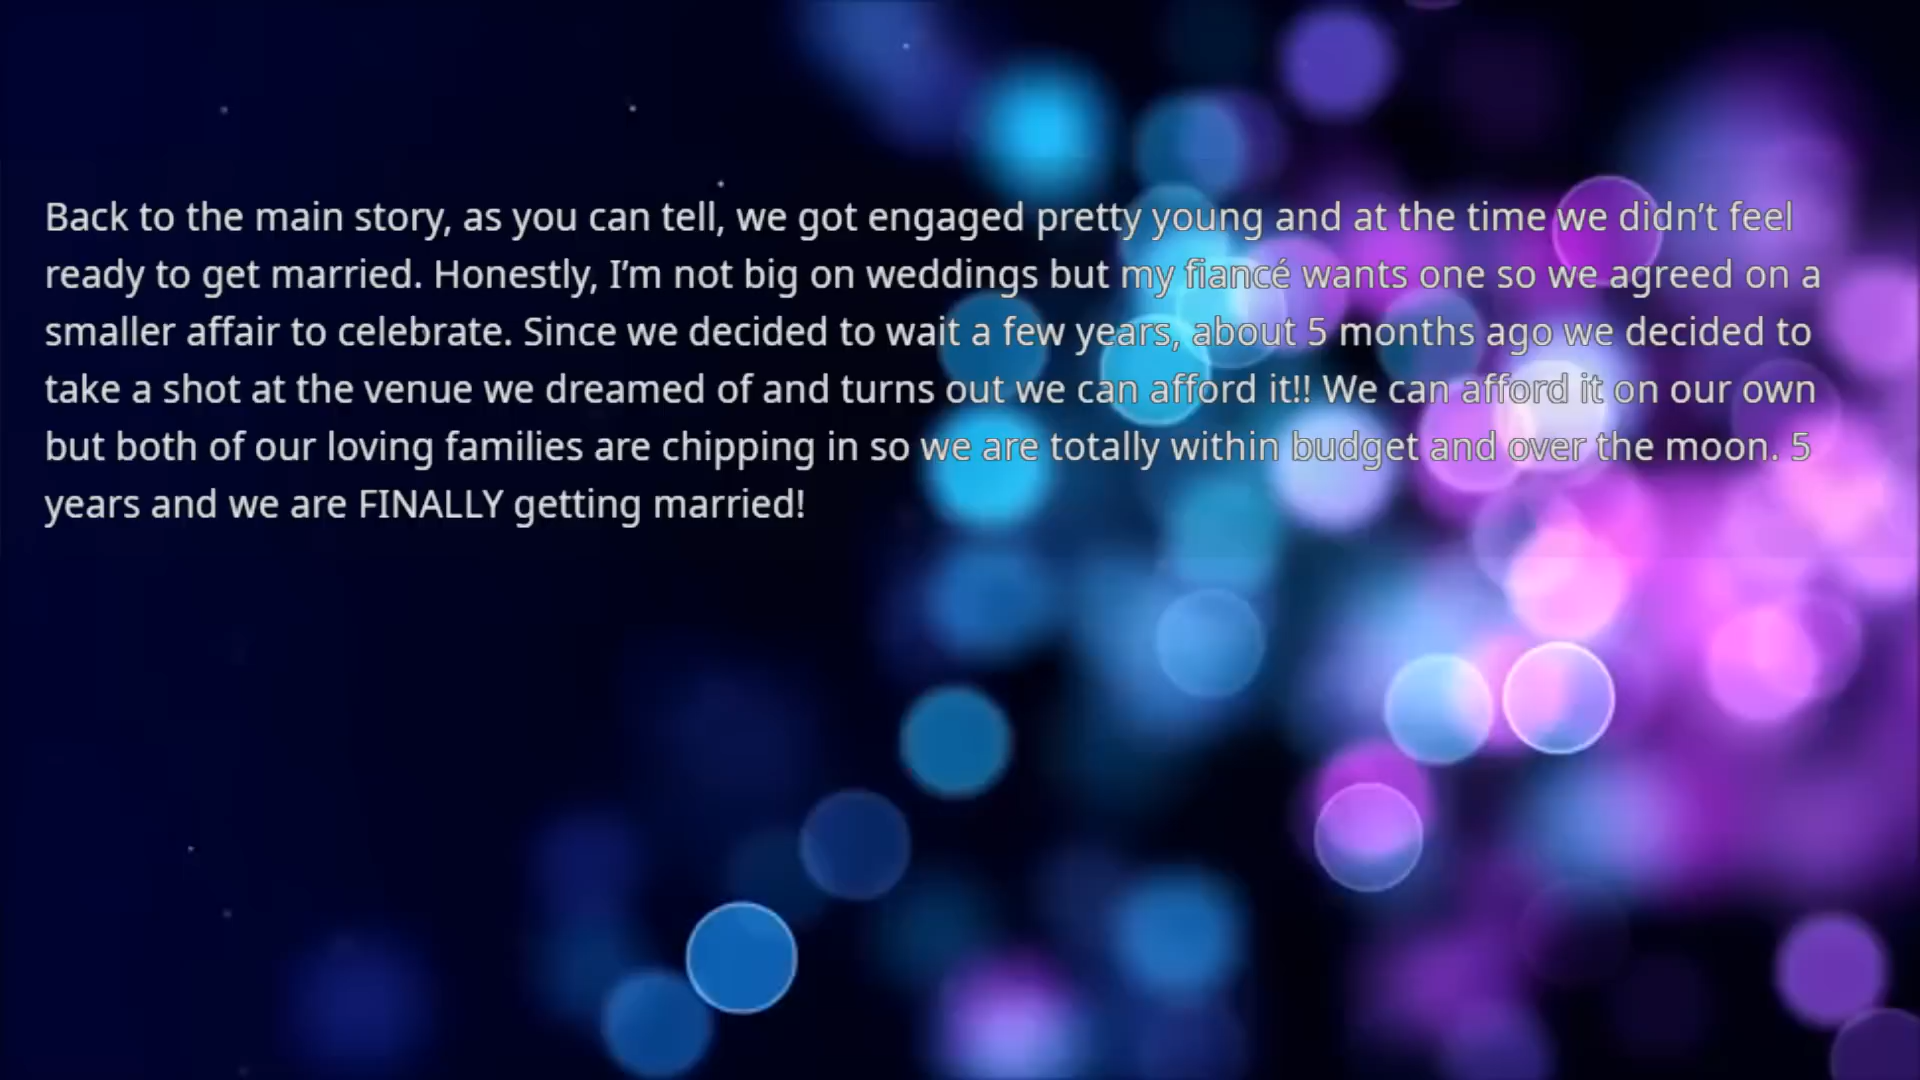 Back to the main story, as you can tell, we got engaged pretty young and at the time we didn’t feel
ready to get married. Honestly, I’m not big on weddings but my fiancé wants one so we agreed on a
smaller affair to celebrate. Since we decided to wait a few years, about 5 months ago we decided to
take a shot at the venue we dreamed of and turns out we can afford it!! We can afford it on our own
but both of our loving families are chipping in so we are totally within budget and over the moon. 5
years and we are FINALLY getting married!